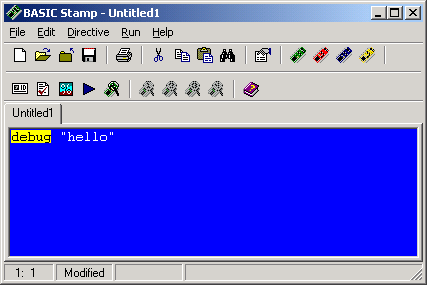 BASIC Stamp - Untitled1
File Edit Directive Run Help
Untitled1
debug "hello"
1: 1 Modified